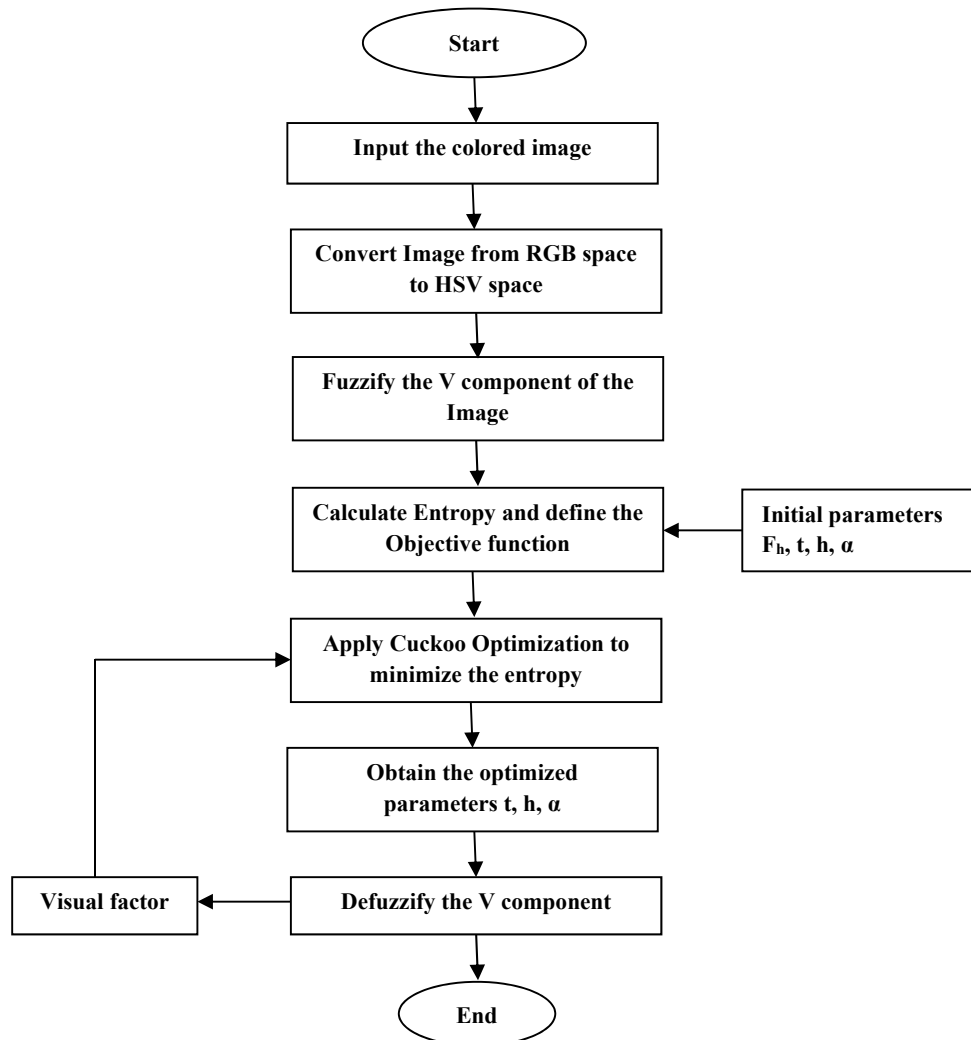 Start
Input the colored image
Convert Image from RGB space
to HSV space
Fuzzify the V component of the
Image
Calculate Entropy and define the
Objective function
Initial parameters
Fₕ, t, h, α
Apply Cuckoo Optimization to
minimize the entropy
Obtain the optimized
parameters t, h, α
Visual factor
Defuzzify the V component
End